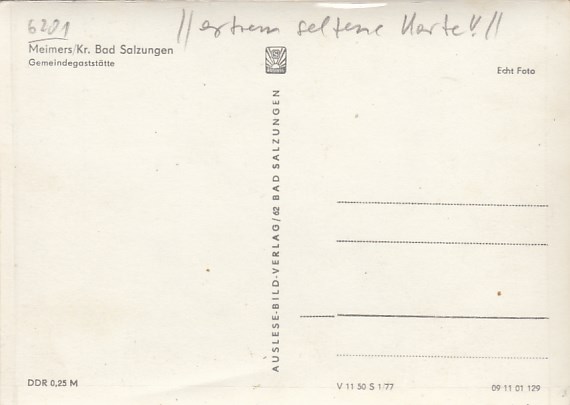 6201
//extrem seltene Karte!!//
Meimers/Kr. Bad Salzungen
Gemeindegaststätte
Echt Foto
AUSLESE-BILD-VERLAG/62 BAD SALZUNGEN
DDR 0,25 M
V 11 50 S 1/77
09 11 01 129